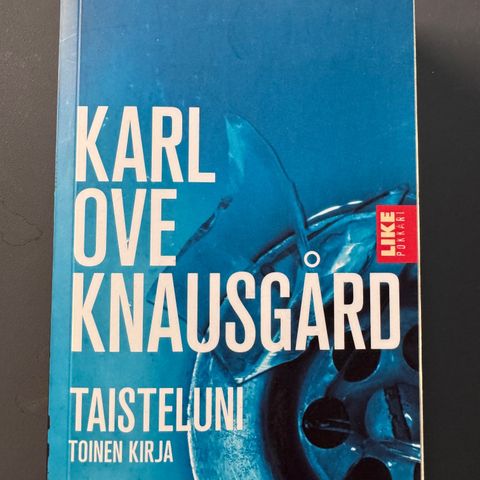 KARL
OVE
KNAUSGÅRD
LIKE
POKKARI
TAISTELUNI
TOINEN KIRJA